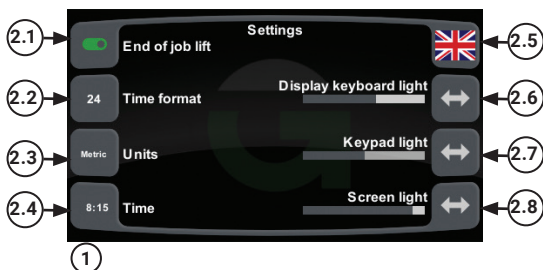 Settings
2.1
End of job lift
2.5
2.2
24
Time format
Display keyboard light
2.6
2.3
Metric
Units
Keypad light
2.7
2.4
8:15
Time
Screen light
2.8
1